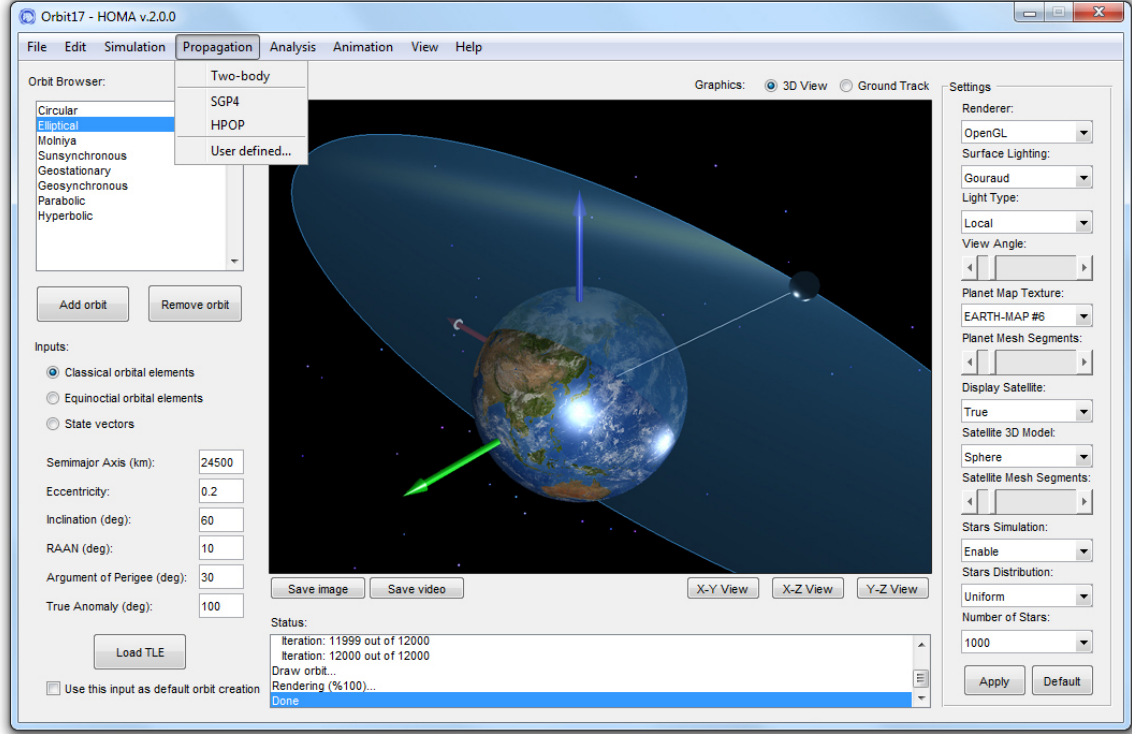 Orbit17 - HOMA v.2.0.0
File Edit Simulation Propagation Analysis Animation View Help
Two-body
SGP4
HPOP
User defined...
Orbit Browser:
Circular
Elliptical
Molniya
Sunsynchronous
Geostationary
Geosynchronous
Parabolic
Hyperbolic
Add orbit Remove orbit
Inputs:
Classical orbital elements
Equinoctial orbital elements
State vectors
Semimajor Axis (km): 24500
Eccentricity: 0.2
Inclination (deg): 60
RAAN (deg): 10
Argument of Perigee (deg): 30
True Anomaly (deg): 100
Load TLE
Use this input as default orbit creation
Graphics: 3D View Ground Track
Save image Save video X-Y View X-Z View Y-Z View
Status:
Iteration: 11999 out of 12000
Iteration: 12000 out of 12000
Draw orbit...
Rendering (%100)...
Done
Settings
Renderer:
OpenGL
Surface Lighting:
Gouraud
Light Type:
Local
View Angle:
Planet Map Texture:
EARTH-MAP #6
Planet Mesh Segments:
Display Satellite:
True
Satellite 3D Model:
Sphere
Satellite Mesh Segments:
Stars Simulation:
Enable
Stars Distribution:
Uniform
Number of Stars:
1000
Apply Default